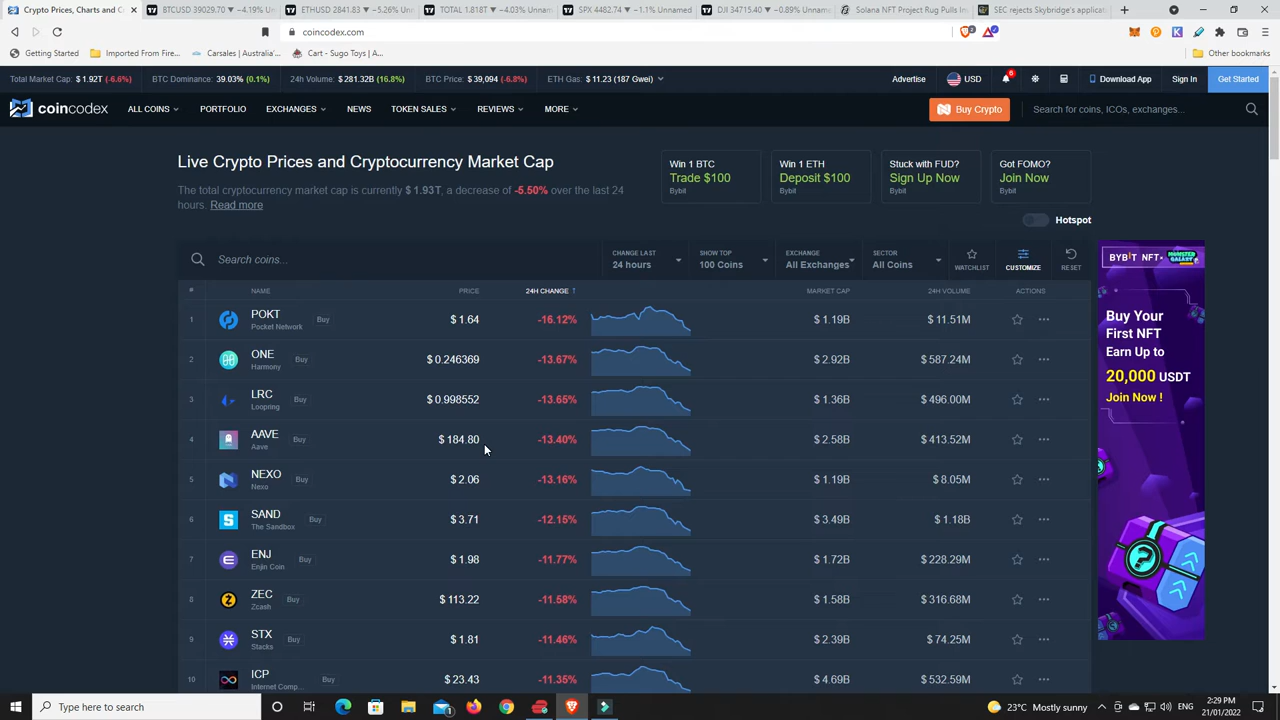 Crypto Prices, Charts and Cr
BTCUSD 39029.70 ▼ −4.19% Un
ETHUSD 2841.83 ▼ −5.26% Unn
TOTAL 1.818T ▼ −4.03% Unnam
SPX 4482.74 ▼ −1.1% Unnamed
DJI 34715.40 ▼ −0.89% Unnam
Solana NFT Project Rug Pulls In
SEC rejects Skybridge's applicat
coincodex.com
Getting Started
Imported From Fire...
Carsales | Australia's...
Cart - Sugo Toys | A...
Other bookmarks
Total Market Cap: $ 1.92T (-6.6%)
BTC Dominance: 39.03% (0.1%)
24h Volume: $ 281.32B (16.8%)
BTC Price: $ 39,094 (-6.8%)
ETH Gas: $ 11.23 (187 Gwei)
Advertise
USD
6
Download App
Sign In
Get Started
coincodex
ALL COINS
PORTFOLIO
EXCHANGES
NEWS
TOKEN SALES
REVIEWS
MORE
Buy Crypto
Search for coins, ICOs, exchanges...
Live Crypto Prices and Cryptocurrency Market Cap
The total cryptocurrency market cap is currently $ 1.93T, a decrease of -5.50% over the last 24
hours. Read more
Win 1 BTC
Trade $100
Bybit
Win 1 ETH
Deposit $100
Bybit
Stuck with FUD?
Sign Up Now
Bybit
Got FOMO?
Join Now
Bybit
Hotspot
Search coins...
CHANGE LAST
24 hours
SHOW TOP
100 Coins
EXCHANGE
All Exchanges
SECTOR
All Coins
WATCHLIST
CUSTOMIZE
RESET
# NAME PRICE 24H CHANGE ↑ MARKET CAP 24H VOLUME ACTIONS
1 POKT Pocket Network Buy $ 1.64 -16.12% $ 1.19B $ 11.51M
2 ONE Harmony Buy $ 0.246369 -13.67% $ 2.92B $ 587.24M
3 LRC Loopring Buy $ 0.998552 -13.65% $ 1.36B $ 496.00M
4 AAVE Aave Buy $ 184.80 -13.40% $ 2.58B $ 413.52M
5 NEXO Nexo Buy $ 2.06 -13.16% $ 1.19B $ 8.05M
6 SAND The Sandbox Buy $ 3.71 -12.15% $ 3.49B $ 1.18B
7 ENJ Enjin Coin Buy $ 1.98 -11.77% $ 1.72B $ 228.29M
8 ZEC Zcash Buy $ 113.22 -11.58% $ 1.58B $ 316.68M
9 STX Stacks Buy $ 1.81 -11.46% $ 2.39B $ 74.25M
10 ICP Internet Comp... Buy $ 23.43 -11.35% $ 4.69B $ 532.59M
BYBIT NFT
Buy Your
First NFT
Earn Up to
20,000 USDT
Join Now !
Type here to search
23°C Mostly sunny
ENG
2:29 PM
21/01/2022